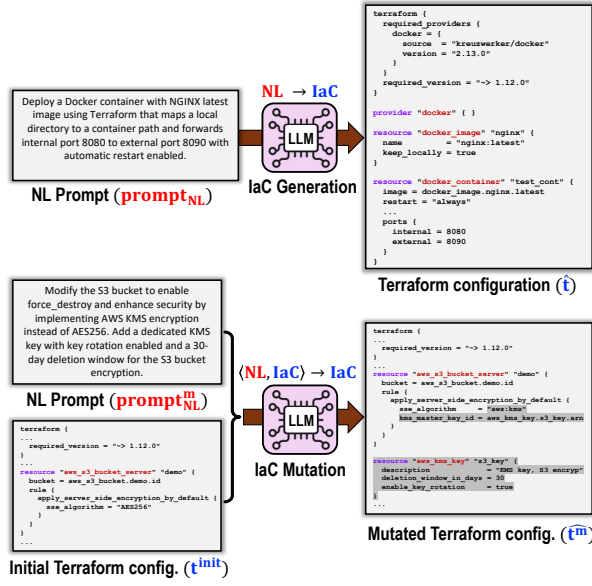 Deploy a Docker container with NGINX latest
image using Terraform that maps a local
directory to a container path and forwards
internal port 8080 to external port 8090 with
automatic restart enabled.
NL Prompt (prompt_NL)
NL → IaC
LLM
IaC Generation
terraform {
  required_providers {
    docker = {
      source  = "kreuzwerker/docker"
      version = "2.13.0"
    }
  }
  required_version = "~> 1.12.0"
}
provider "docker" { }
resource "docker_image" "nginx" {
  name         = "nginx:latest"
  keep_locally = true
}
resource "docker_container" "test_cont" {
  image = docker_image.nginx.latest
  restart = "always"
  ...
  ports {
    internal = 8080
    external = 8090
  }
}
Terraform configuration (t̂)
Modify the S3 bucket to enable
force_destroy and enhance security by
implementing AWS KMS encryption
instead of AES256. Add a dedicated KMS
key with key rotation enabled and a 30-
day deletion window for the S3 bucket
encryption.
NL Prompt (prompt^m_NL)
terraform {
...
  required_version = "~> 1.12.0"
}
...
resource "aws_s3_bucket_server" "demo" {
  bucket = aws_s3_bucket.demo.id
  rule {
    apply_server_side_encryption_by_default {
      sse_algorithm = "AES256"
    }
  }
}
...
Initial Terraform config. (t^init)
⟨NL, IaC⟩ → IaC
LLM
IaC Mutation
terraform {
...
  required_version = "~> 1.12.0"
}
...
resource "aws_s3_bucket_server" "demo" {
  bucket = aws_s3_bucket.demo.id
  rule {
    apply_server_side_encryption_by_default {
      sse_algorithm     = "aws:kms"
      kms_master_key_id = aws_kms_key.s3_key.arn
    }
  }
}
resource "aws_kms_key" "s3_key" {
  description             = "KMS key, S3 encryp"
  deletion_window_in_days = 30
  enable_key_rotation     = true
}
...
Mutated Terraform config. (t̂^m)